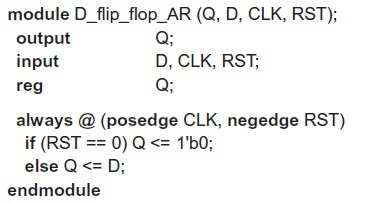 module D_flip_flop_AR (Q, D, CLK, RST);
output Q;
input D, CLK, RST;
reg Q;
always @ (posedge CLK, negedge RST)
if (RST == 0) Q <= 1'b0;
else Q <= D;
endmodule